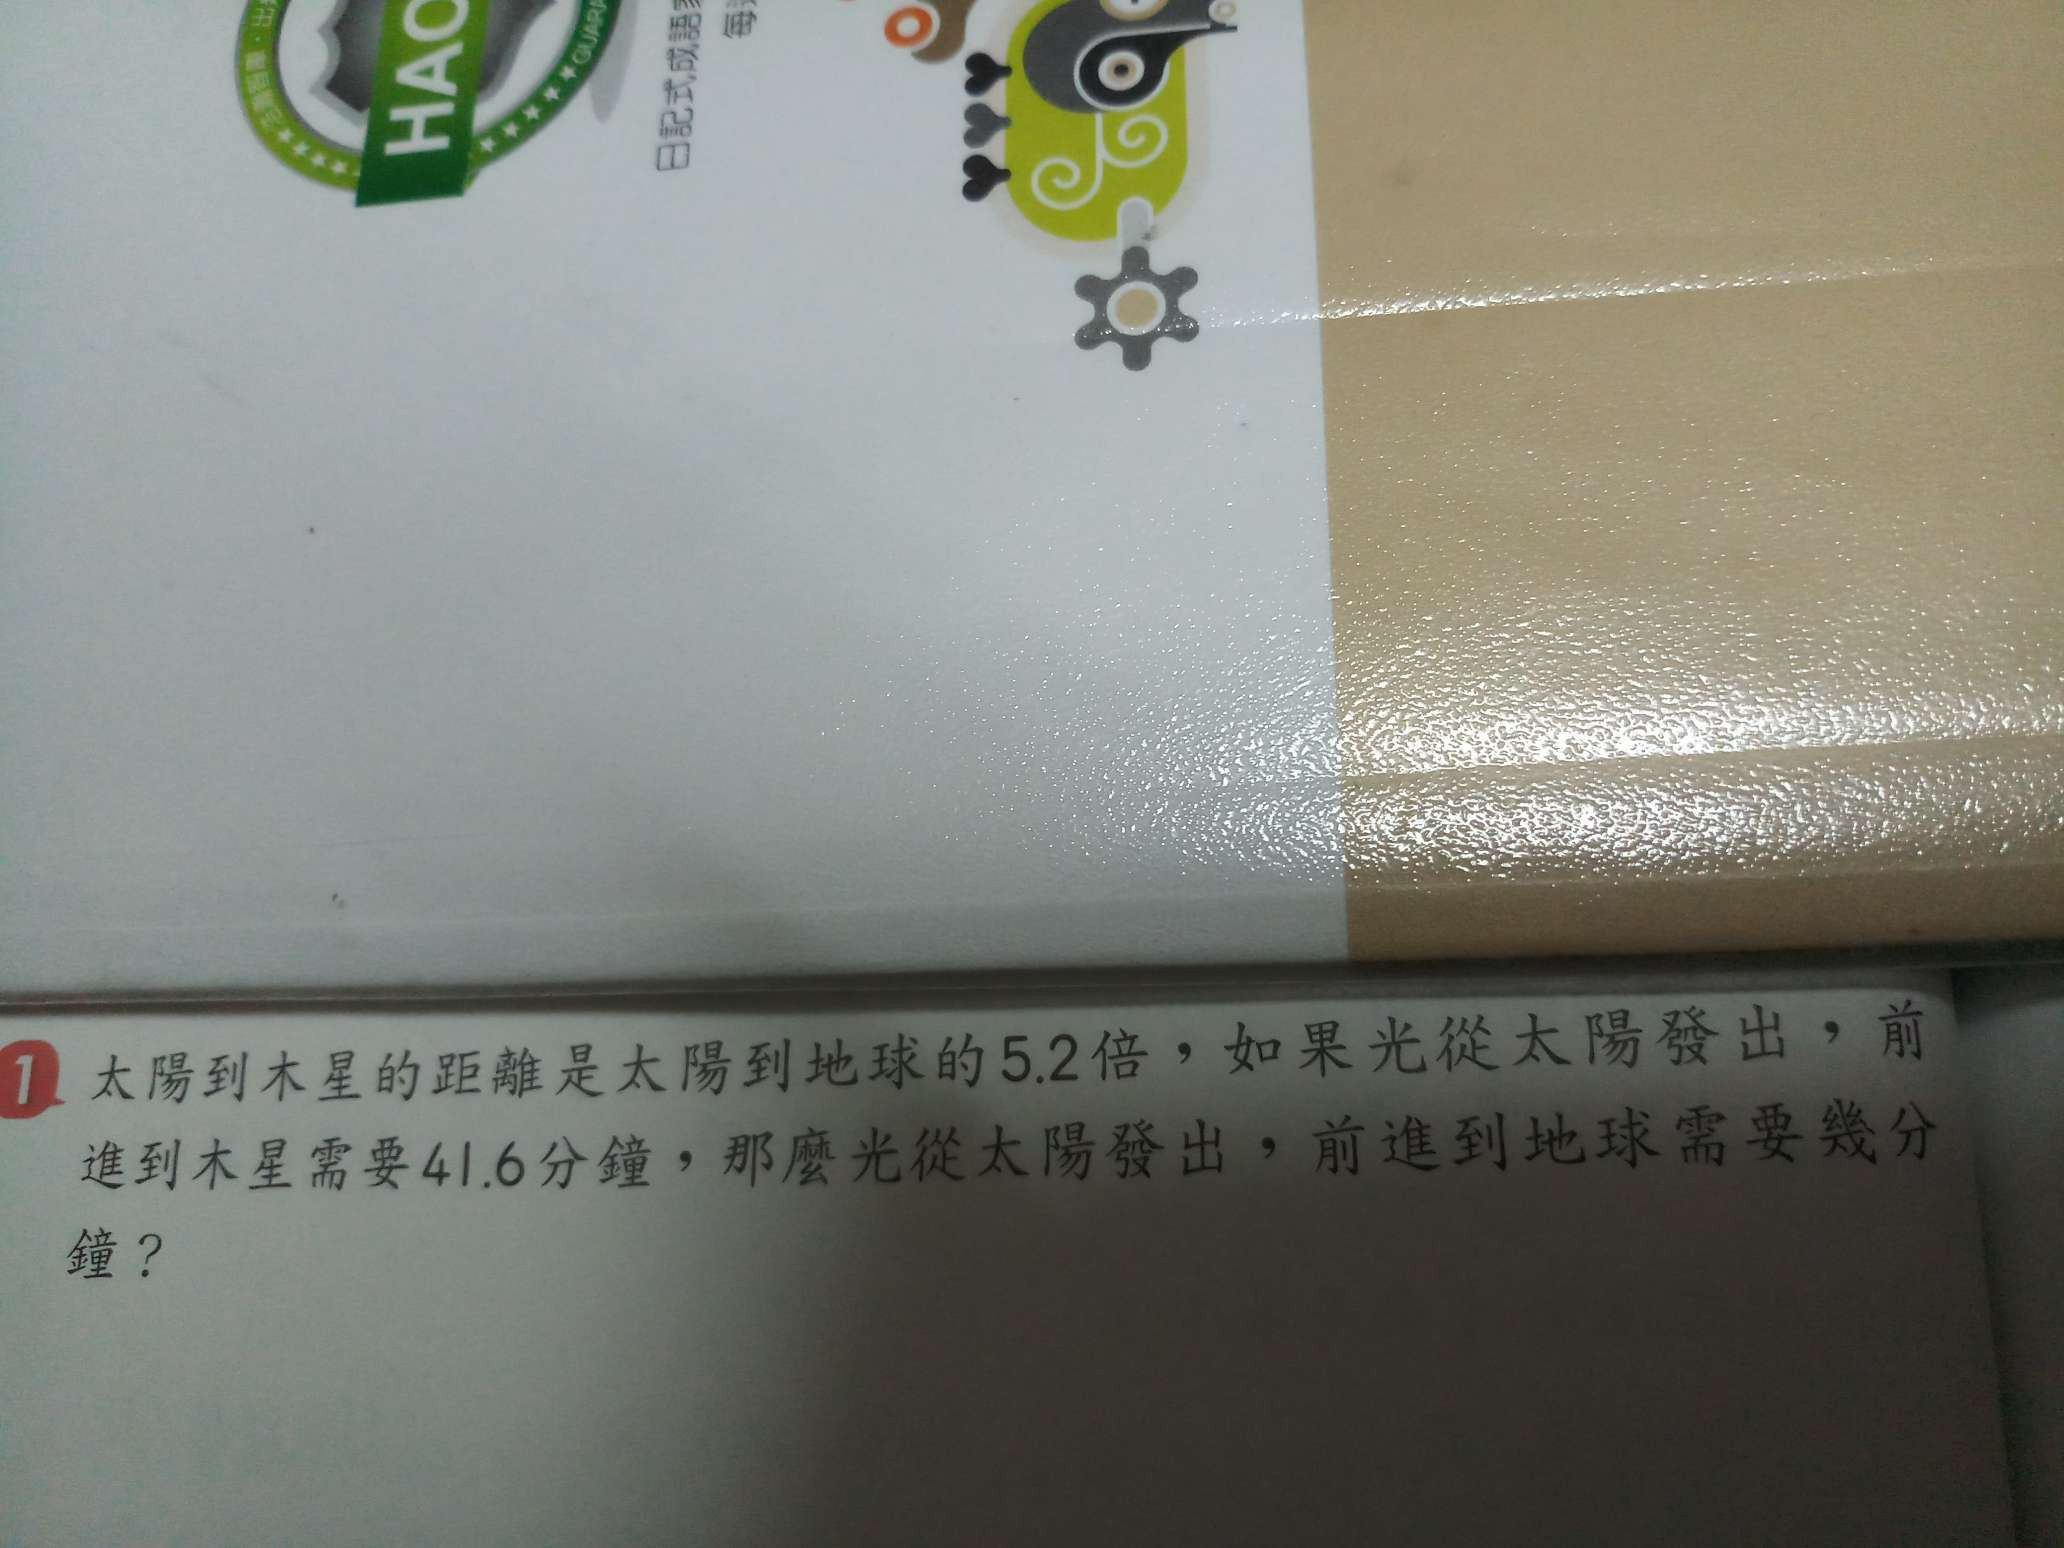 HAO
GUARA
日記式成語
每
1 太陽到木星的距離是太陽到地球的5.2倍，如果光從太陽發出，前
進到木星需要41.6分鐘，那麼光從太陽發出，前進到地球需要幾分
鐘？